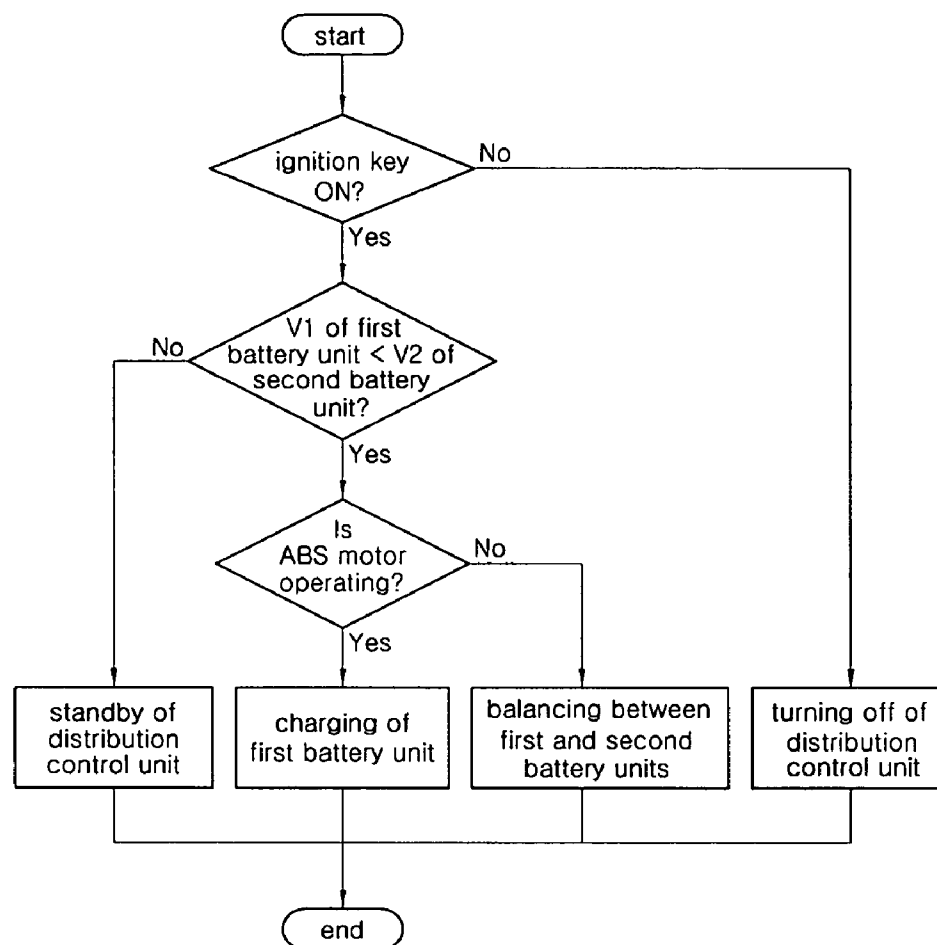 start
ignition key
ON?
No
Yes
V1 of first
battery unit < V2 of
second battery
unit?
No
Yes
Is
ABS motor
operating?
No
Yes
standby of
distribution
control unit
charging of
first battery unit
balancing between
first and second
battery units
turning off of
distribution
control unit
end